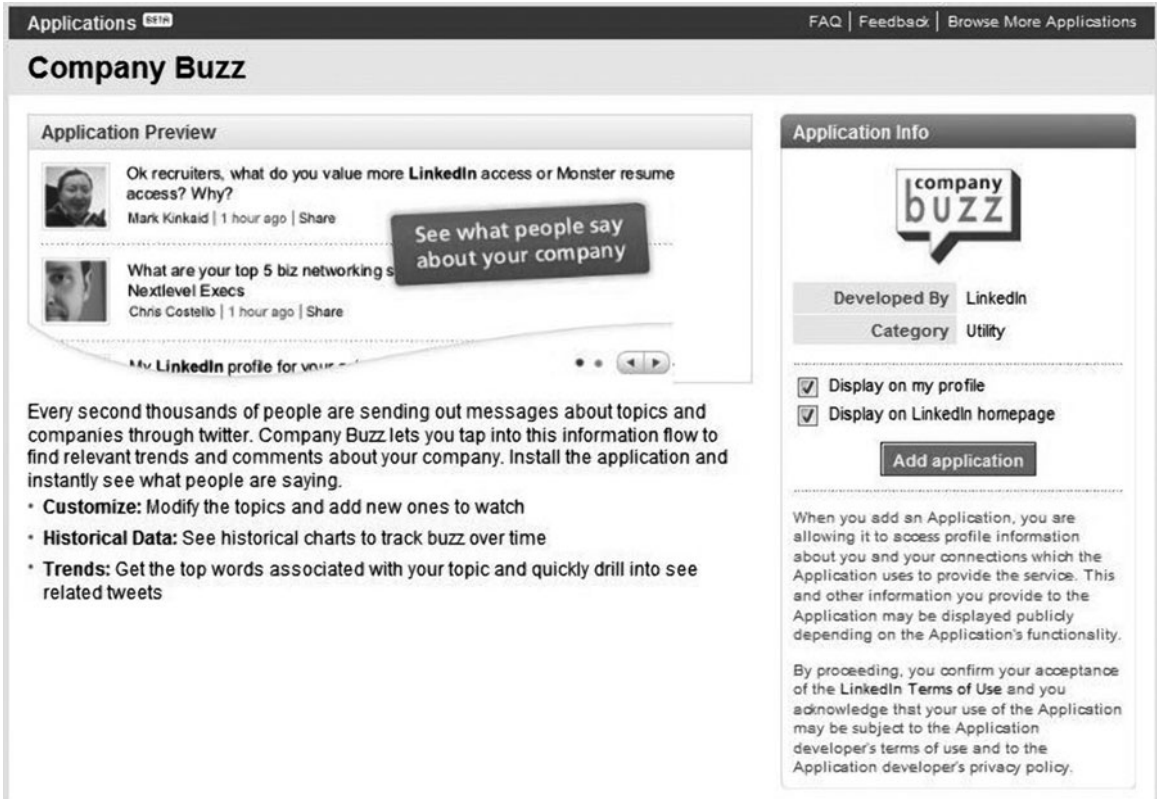 Applications BETA
FAQ | Feedback | Browse More Applications
Company Buzz
Application Preview
Ok recruiters, what do you value more LinkedIn access or Monster resume
access? Why?
Mark Kinkaid | 1 hour ago | Share
See what people say
about your company
What are your top 5 biz networking s
Nextlevel Execs
Chris Costello | 1 hour ago | Share
My LinkedIn profile for your
Every second thousands of people are sending out messages about topics and
companies through twitter. Company Buzz lets you tap into this information flow to
find relevant trends and comments about your company. Install the application and
instantly see what people are saying.
• Customize: Modify the topics and add new ones to watch
• Historical Data: See historical charts to track buzz over time
• Trends: Get the top words associated with your topic and quickly drill into see
related tweets
Application Info
company
buzz
Developed By LinkedIn
Category Utility
Display on my profile
Display on LinkedIn homepage
Add application
When you add an Application, you are
allowing it to access profile information
about you and your connections which the
Application uses to provide the service. This
and other information you provide to the
Application may be displayed publicly
depending on the Application's functionality.
By proceeding, you confirm your acceptance
of the LinkedIn Terms of Use and you
acknowledge that your use of the Application
may be subject to the Application
developer's terms of use and to the
Application developer's privacy policy.